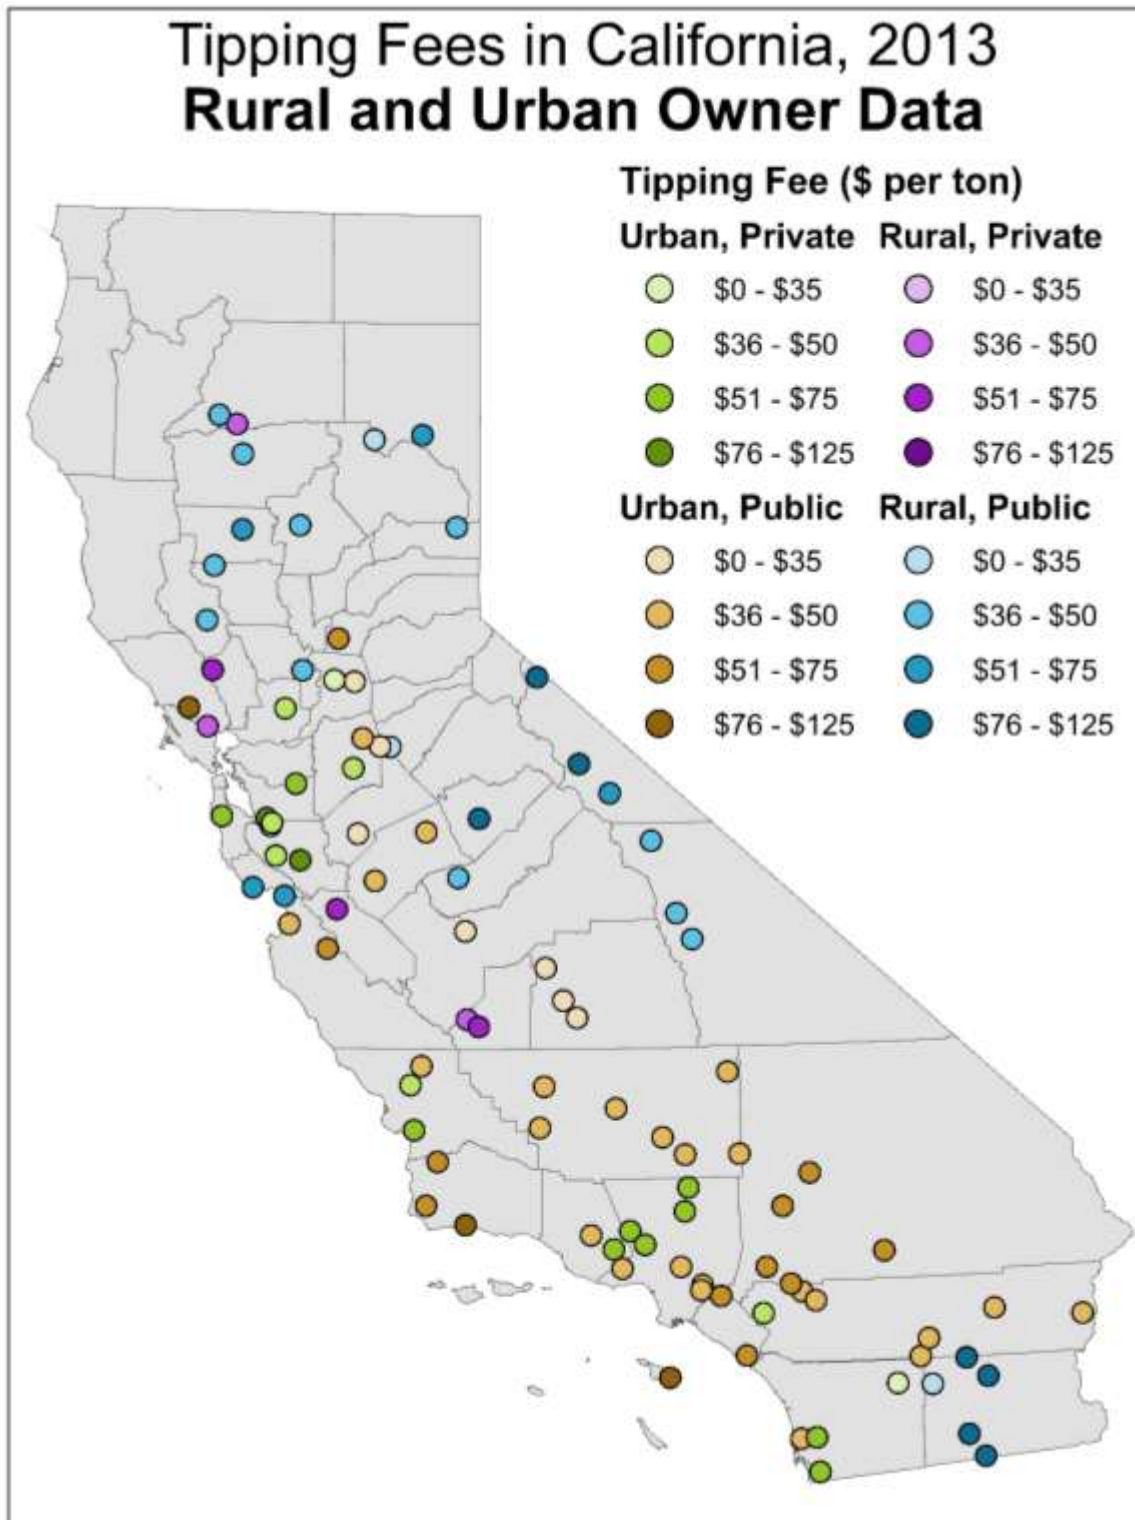 Tipping Fees in California, 2013
Rural and Urban Owner Data
Tipping Fee ($ per ton)
Urban, Private Rural, Private
$0 - $35 $0 - $35
$36 - $50 $36 - $50
$51 - $75 $51 - $75
$76 - $125 $76 - $125
Urban, Public Rural, Public
$0 - $35 $0 - $35
$36 - $50 $36 - $50
$51 - $75 $51 - $75
$76 - $125 $76 - $125